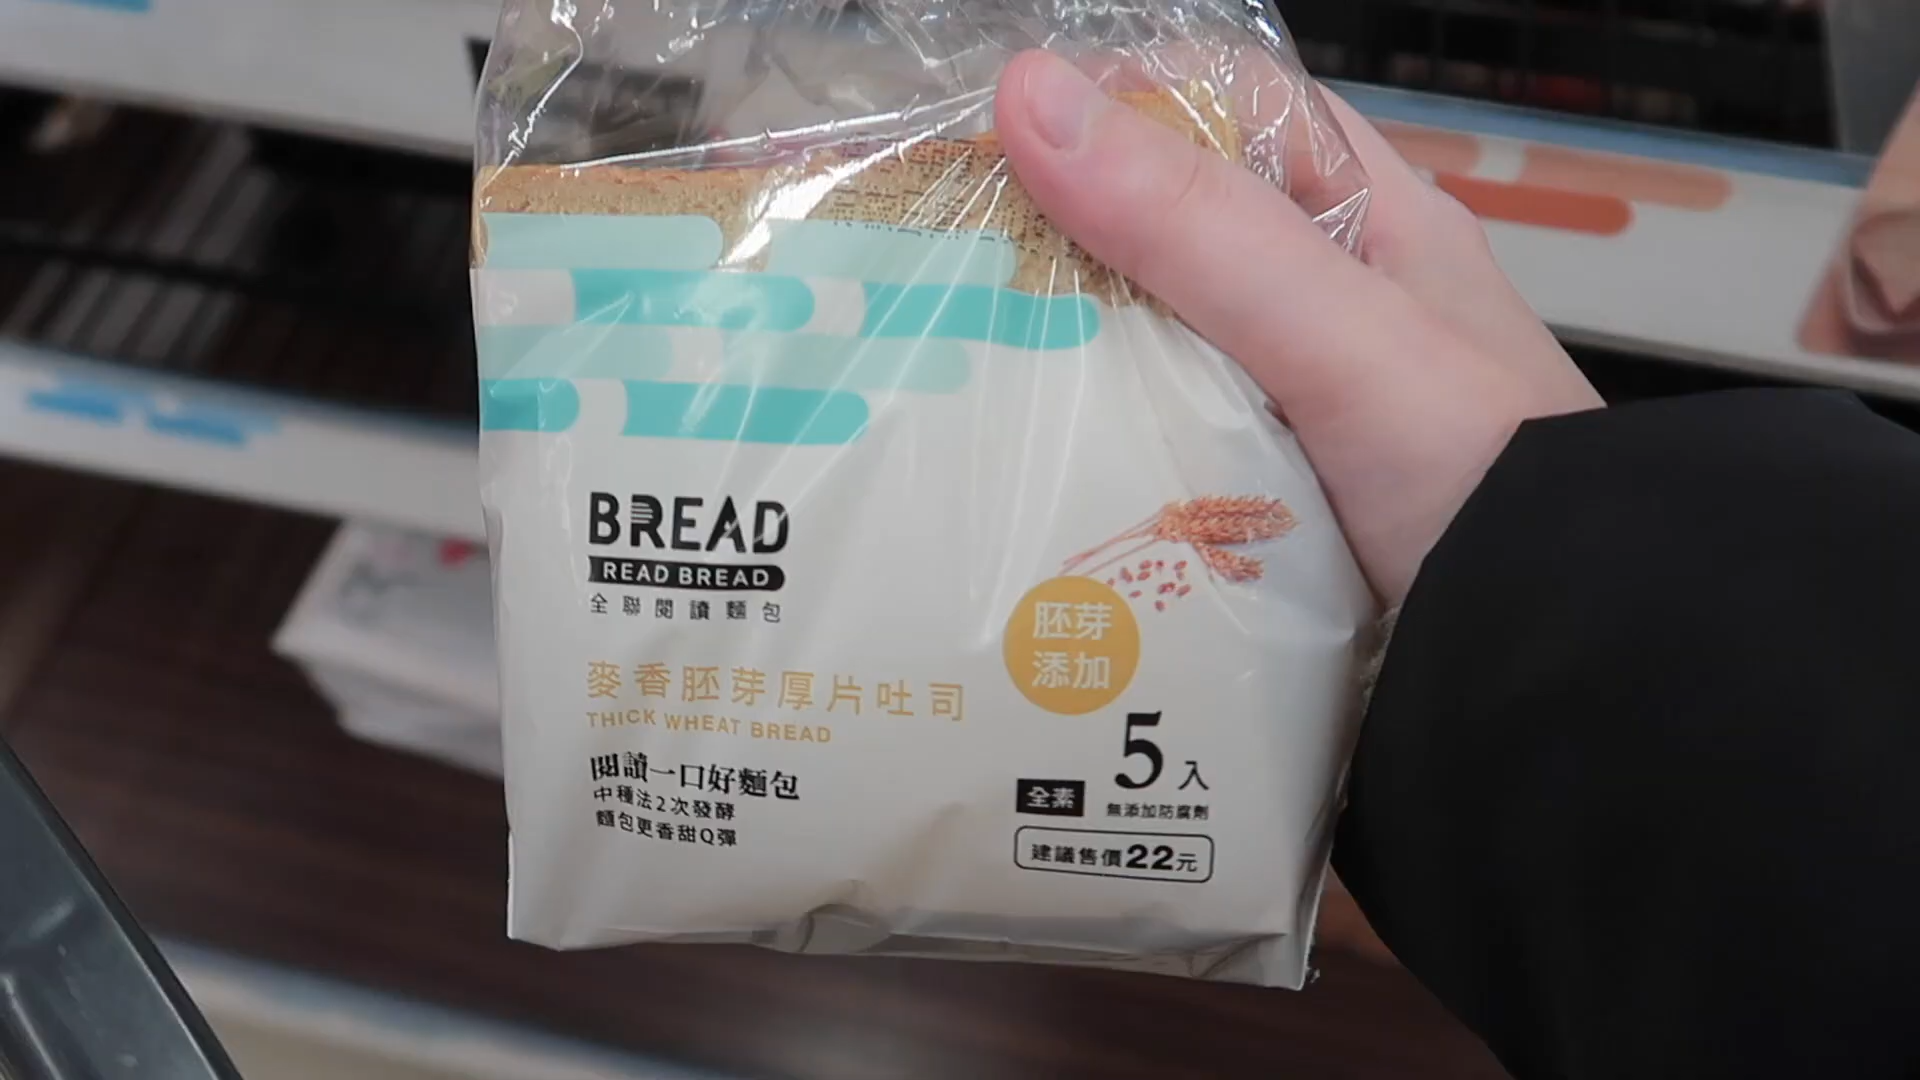 BREAD
READ BREAD
全聯閱讀麵包
胚芽
添加
麥香胚芽厚片吐司
THICK WHEAT BREAD
5入
閱讀一口好麵包
中種法2次發酵
麵包更香甜Q彈
全素
無添加防腐劑
建議售價22元